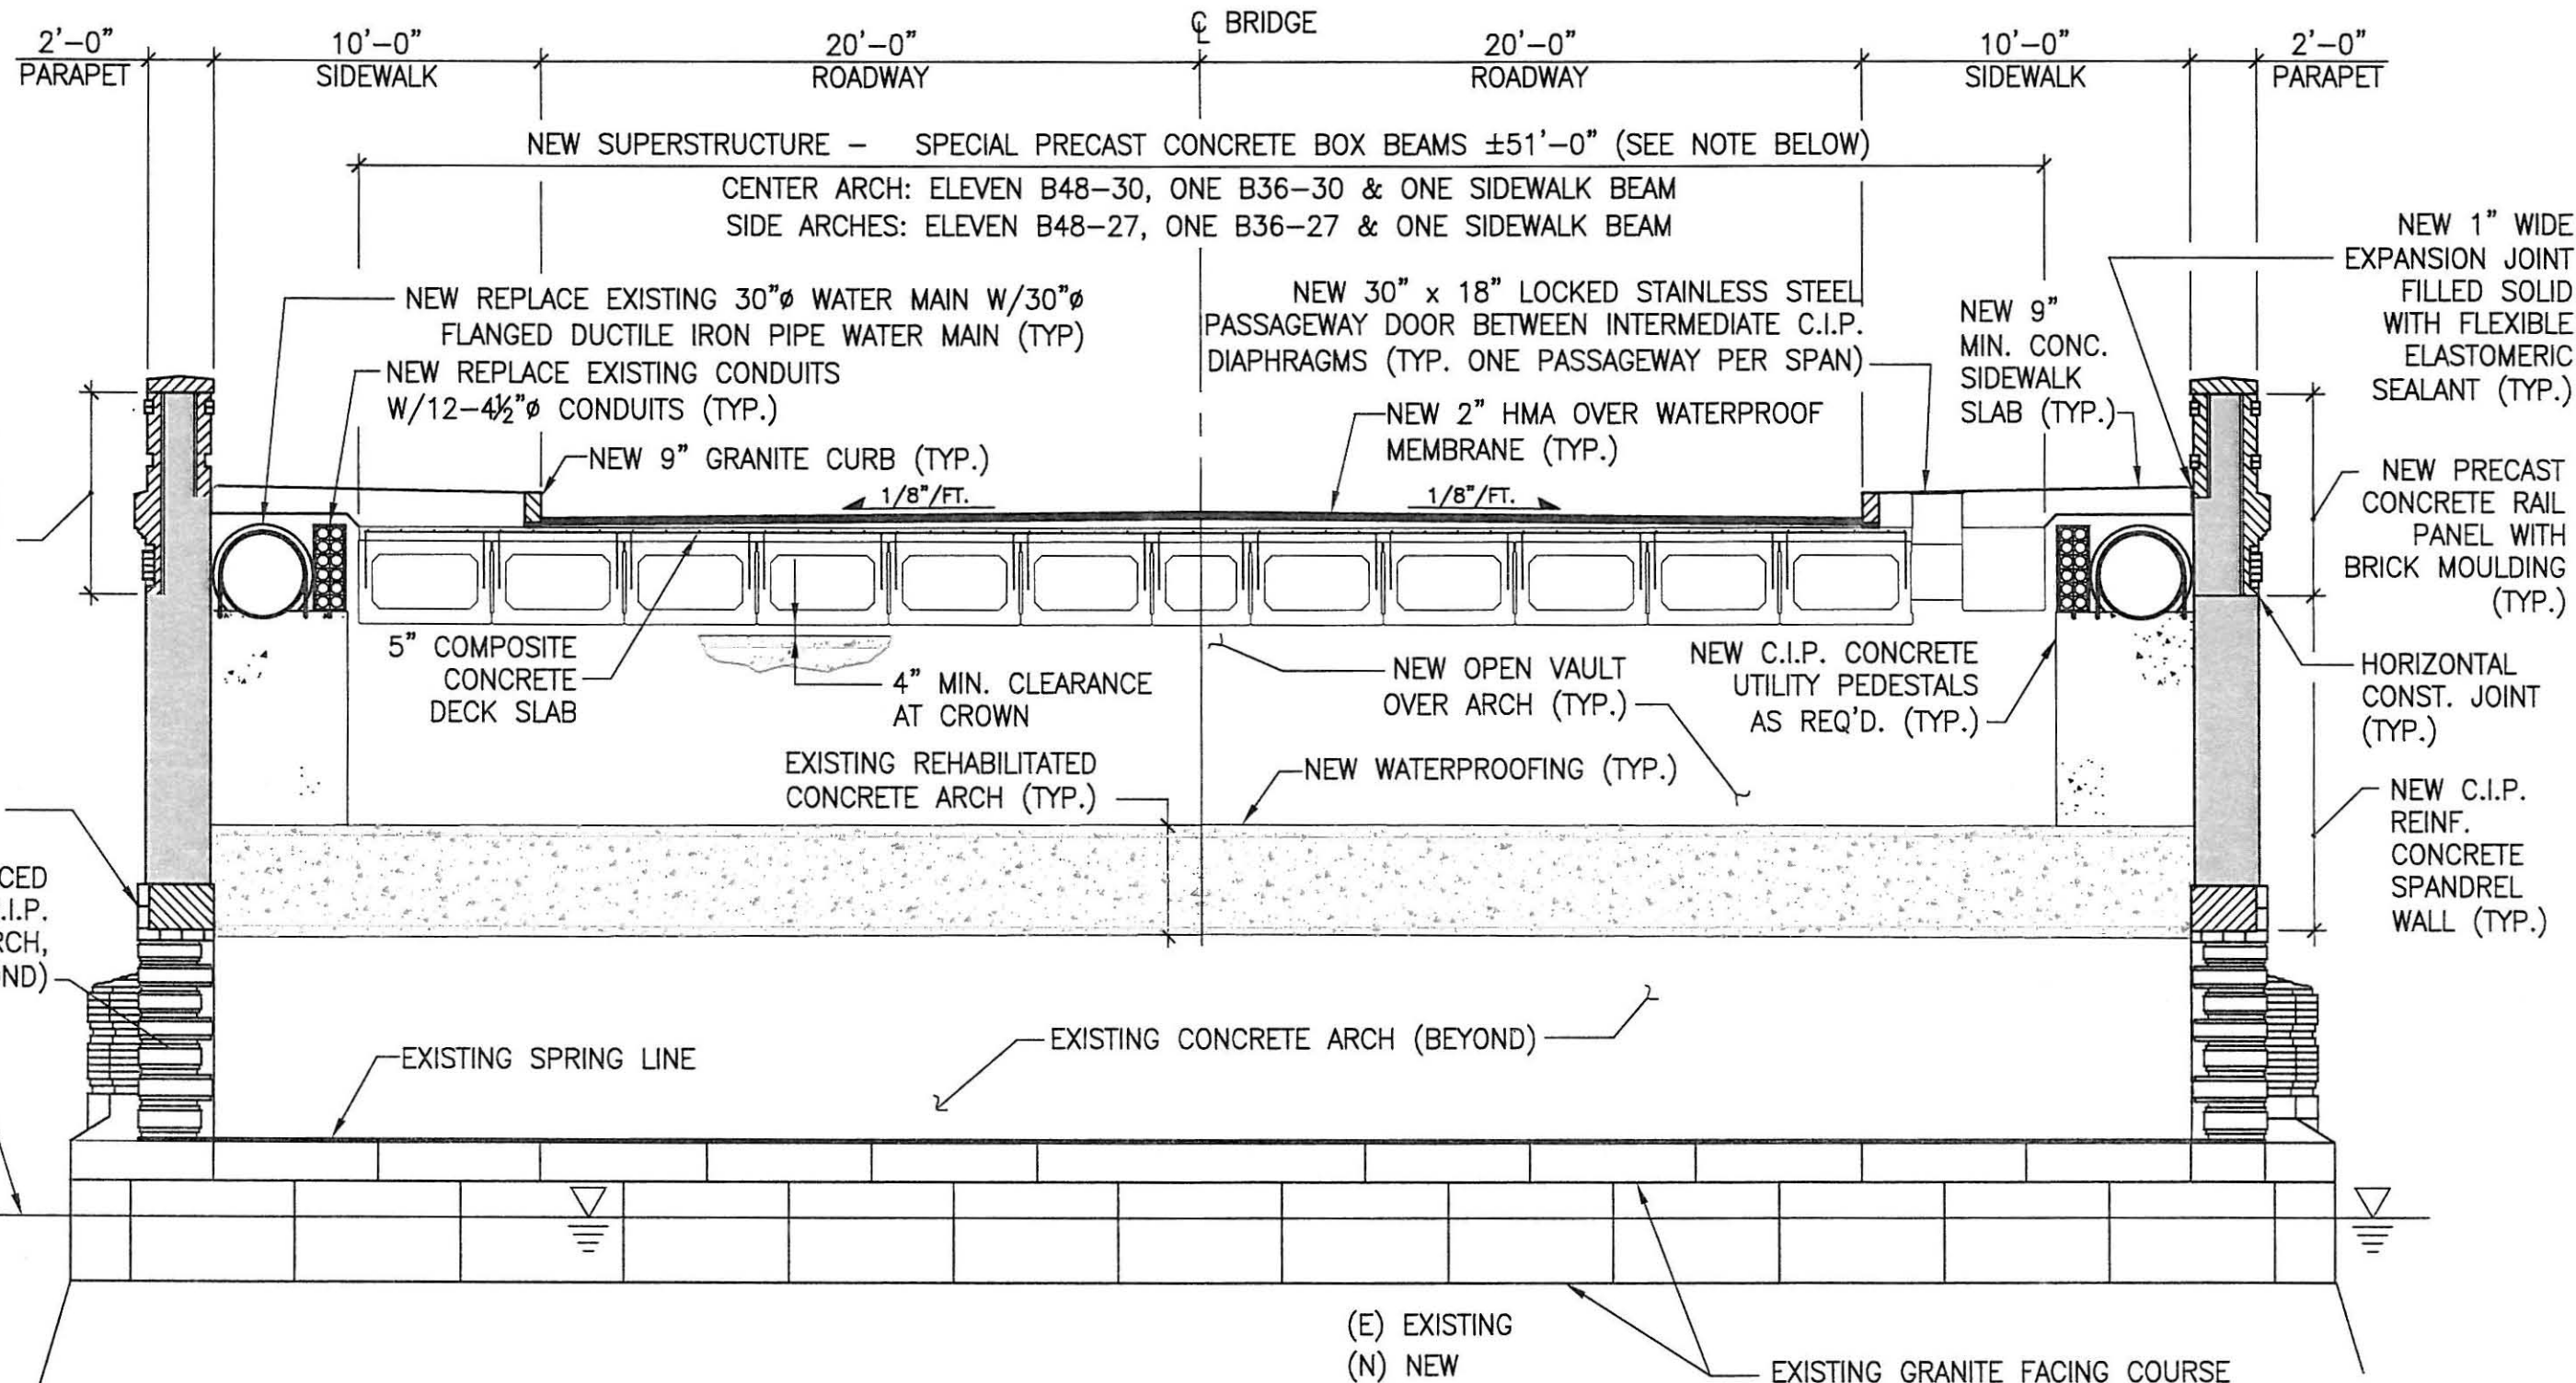 ℄ BRIDGE
2'-0" 10'-0" 20'-0" 20'-0" 10'-0" 2'-0"
PARAPET SIDEWALK ROADWAY ROADWAY SIDEWALK PARAPET
NEW SUPERSTRUCTURE - SPECIAL PRECAST CONCRETE BOX BEAMS ±51'-0" (SEE NOTE BELOW)
CENTER ARCH: ELEVEN B48-30, ONE B36-30 & ONE SIDEWALK BEAM
SIDE ARCHES: ELEVEN B48-27, ONE B36-27 & ONE SIDEWALK BEAM
NEW REPLACE EXISTING 30"ø WATER MAIN W/30"ø
FLANGED DUCTILE IRON PIPE WATER MAIN (TYP)
NEW REPLACE EXISTING CONDUITS
W/12-4½"ø CONDUITS (TYP.)
NEW 9" GRANITE CURB (TYP.)
NEW 30" x 18" LOCKED STAINLESS STEEL
PASSAGEWAY DOOR BETWEEN INTERMEDIATE C.I.P.
DIAPHRAGMS (TYP. ONE PASSAGEWAY PER SPAN)
NEW 2" HMA OVER WATERPROOF
MEMBRANE (TYP.)
NEW 9"
MIN. CONC.
SIDEWALK
SLAB (TYP.)
NEW 1" WIDE
EXPANSION JOINT
FILLED SOLID
WITH FLEXIBLE
ELASTOMERIC
SEALANT (TYP.)
1/8"/FT. 1/8"/FT.
NEW PRECAST
CONCRETE RAIL
PANEL WITH
BRICK MOULDING
(TYP.)
5" COMPOSITE
CONCRETE
DECK SLAB
4" MIN. CLEARANCE
AT CROWN
NEW OPEN VAULT
OVER ARCH (TYP.)
NEW C.I.P. CONCRETE
UTILITY PEDESTALS
AS REQ'D. (TYP.)
HORIZONTAL
CONST. JOINT
(TYP.)
EXISTING REHABILITATED
CONCRETE ARCH (TYP.)
NEW WATERPROOFING (TYP.)
NEW C.I.P.
REINF.
CONCRETE
SPANDREL
WALL (TYP.)
CED
.I.P.
RCH,
OND)
EXISTING SPRING LINE
EXISTING CONCRETE ARCH (BEYOND)
(E) EXISTING
(N) NEW
EXISTING GRANITE FACING COURSE